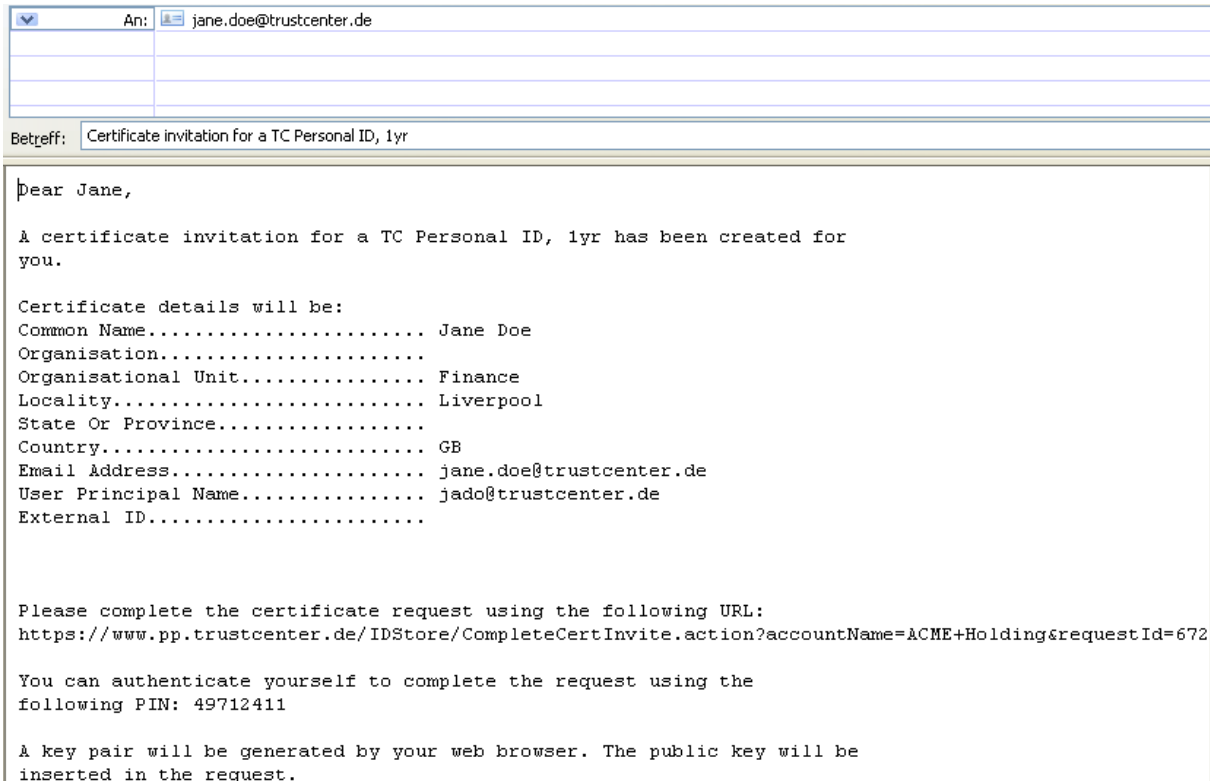 An: jane.doe@trustcenter.de
Betreff: Certificate invitation for a TC Personal ID, 1yr
Dear Jane,
A certificate invitation for a TC Personal ID, 1yr has been created for
you.
Certificate details will be:
Common Name........................ Jane Doe
Organisation.......................
Organisational Unit................ Finance
Locality........................... Liverpool
State Or Province..................
Country............................ GB
Email Address...................... jane.doe@trustcenter.de
User Principal Name................ jado@trustcenter.de
External ID........................
Please complete the certificate request using the following URL:
https://www.pp.trustcenter.de/IDStore/CompleteCertInvite.action?accountName=ACME+Holding&requestId=672
You can authenticate yourself to complete the request using the
following PIN: 49712411
A key pair will be generated by your web browser. The public key will be
inserted in the request.